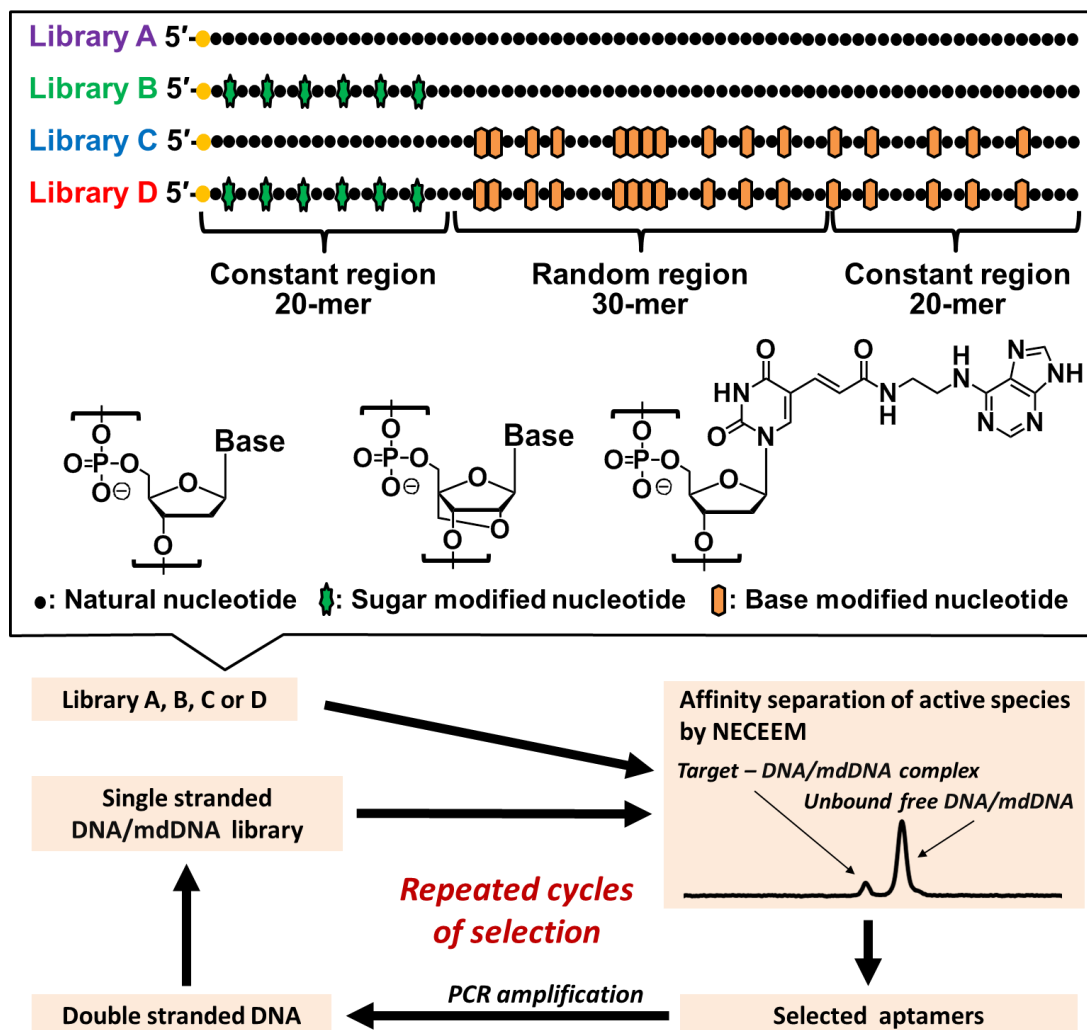 Library A 5′-
Library B 5′-
Library C 5′-
Library D 5′-
Constant region
20-mer
Random region
30-mer
Constant region
20-mer
O
O=P-O
O⊖
O
Base
O
O
O=P-O
O⊖
O
Base
O
O
O
O=P-O
O⊖
O
O
HN
O
N
O
N
H
H
N
N
NH
N
N
O
: Natural nucleotide
: Sugar modified nucleotide
: Base modified nucleotide
Library A, B, C or D
Affinity separation of active species
by NECEEM
Target – DNA/mdDNA complex
Unbound free DNA/mdDNA
Single stranded
DNA/mdDNA library
Repeated cycles
of selection
PCR amplification
Double stranded DNA
Selected aptamers